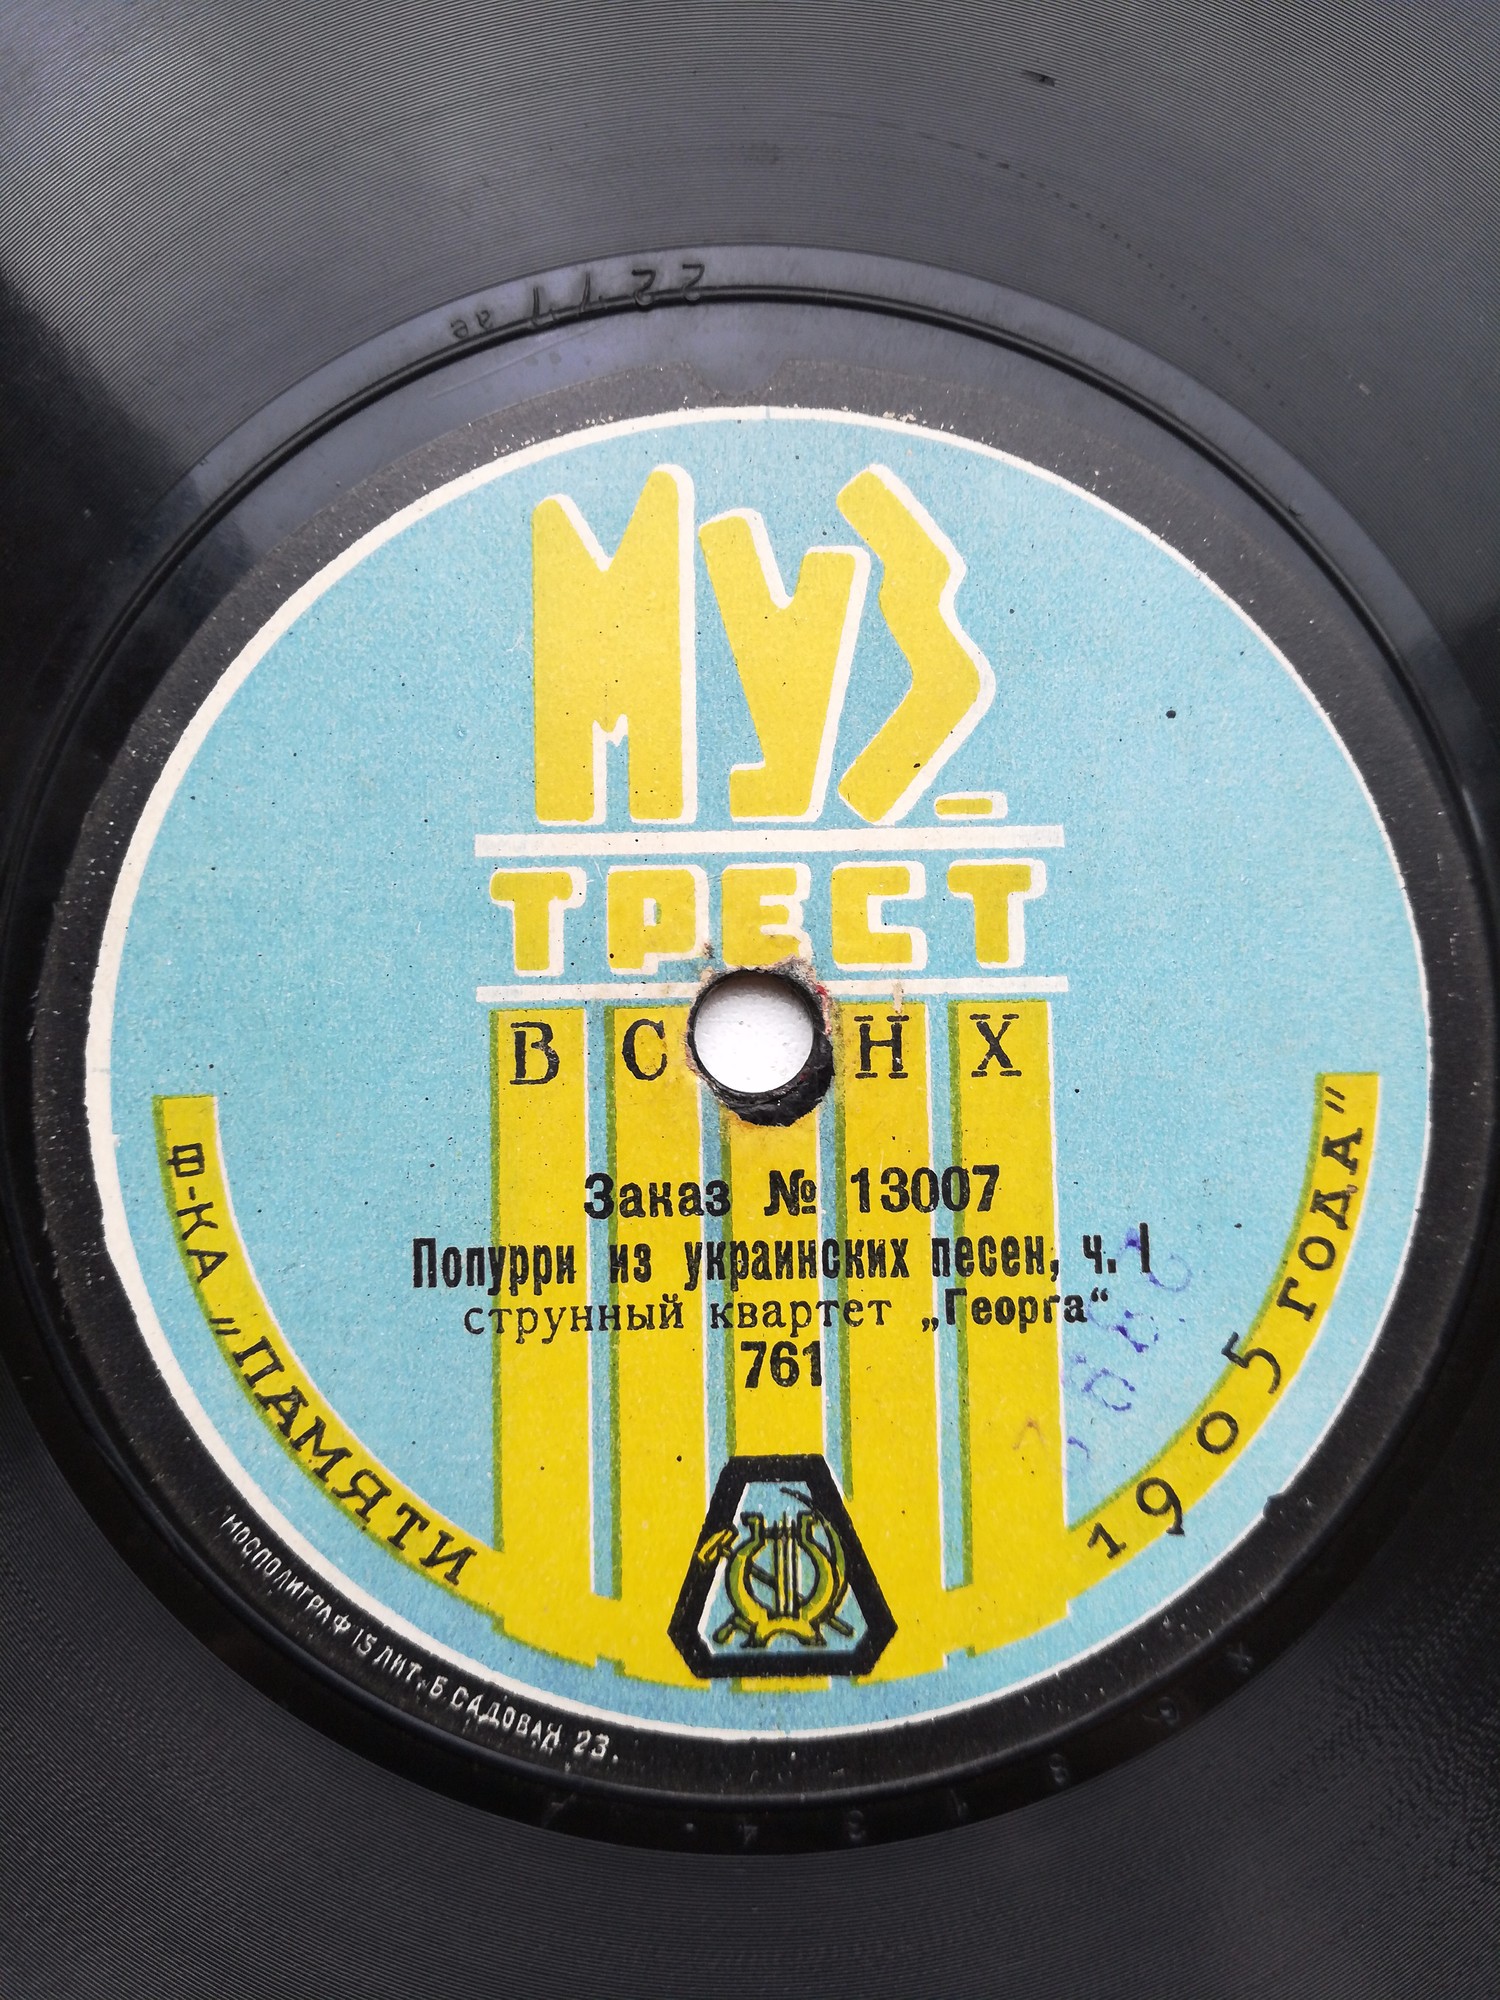 МУЗ-
ТРЕСТ
ВСНХ
Заказ № 13007
Попурри из украинских песен, ч. I
струнный квартет „Георга“
761
Ф-КА „ПАМЯТИ 1905 ГОДА”
МОСПОЛИГРАФ 15 ЛИТ., Б. САДОВАЯ 23.